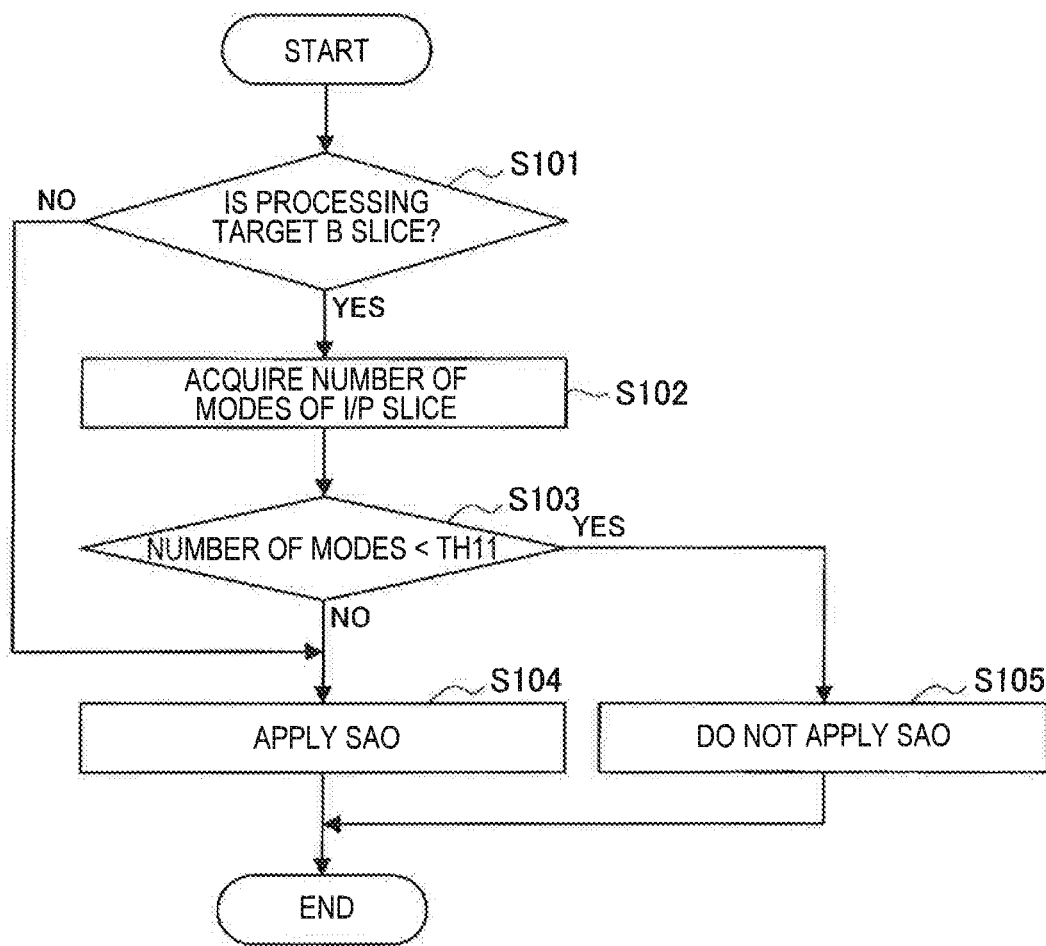 START
S101
NO
IS PROCESSING
TARGET B SLICE?
YES
ACQUIRE NUMBER OF
MODES OF I/P SLICE
S102
S103
YES
NUMBER OF MODES < TH11
NO
S104
S105
APPLY SAO
DO NOT APPLY SAO
END